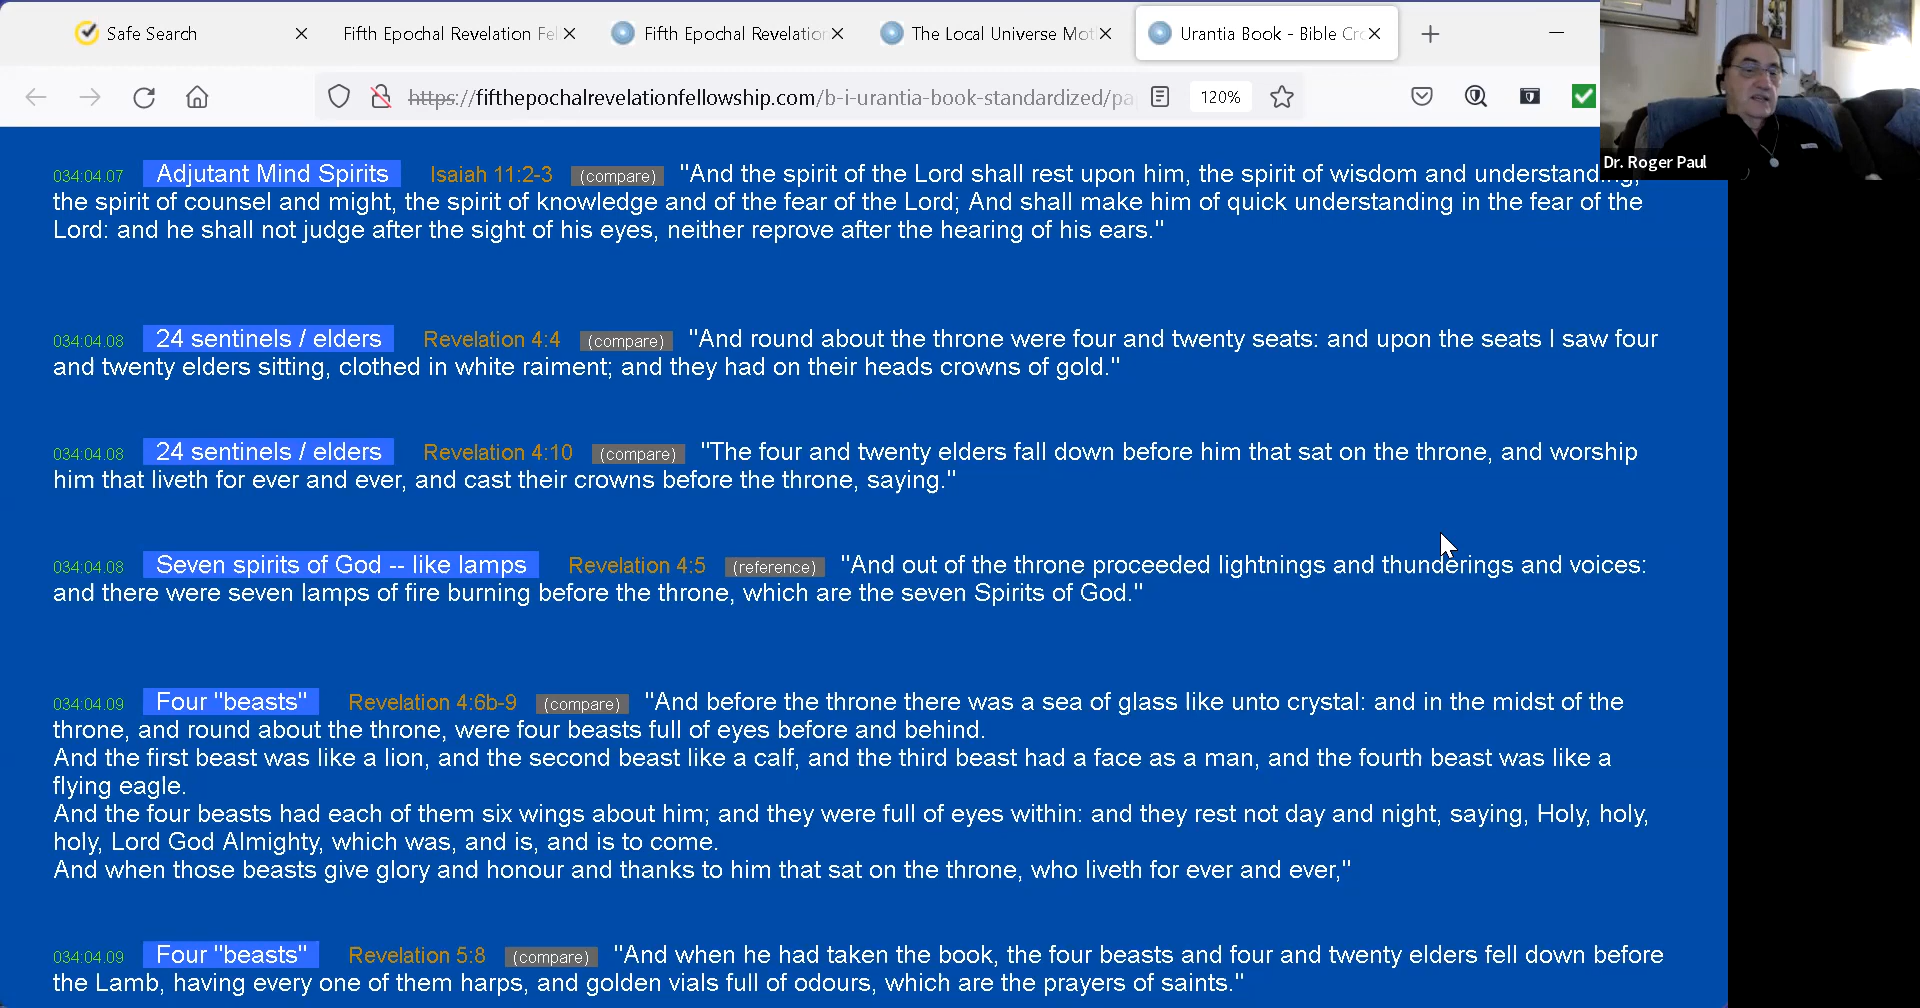 Safe Search
Fifth Epochal Revelation Fel
Fifth Epochal Revelation
The Local Universe Mot
Urantia Book - Bible Cro
https://fifthepochalrevelationfellowship.com/b-i-urantia-book-standardized/pa
120%
Dr. Roger Paul
034:04.07 Adjutant Mind Spirits Isaiah 11:2-3 (compare) "And the spirit of the Lord shall rest upon him, the spirit of wisdom and understanding,
the spirit of counsel and might, the spirit of knowledge and of the fear of the Lord; And shall make him of quick understanding in the fear of the
Lord: and he shall not judge after the sight of his eyes, neither reprove after the hearing of his ears."
034:04.08 24 sentinels / elders Revelation 4:4 (compare) "And round about the throne were four and twenty seats: and upon the seats I saw four
and twenty elders sitting, clothed in white raiment; and they had on their heads crowns of gold."
034:04.08 24 sentinels / elders Revelation 4:10 (compare) "The four and twenty elders fall down before him that sat on the throne, and worship
him that liveth for ever and ever, and cast their crowns before the throne, saying."
034:04.08 Seven spirits of God -- like lamps Revelation 4:5 (reference) "And out of the throne proceeded lightnings and thunderings and voices:
and there were seven lamps of fire burning before the throne, which are the seven Spirits of God."
034:04.09 Four "beasts" Revelation 4:6b-9 (compare) "And before the throne there was a sea of glass like unto crystal: and in the midst of the
throne, and round about the throne, were four beasts full of eyes before and behind.
And the first beast was like a lion, and the second beast like a calf, and the third beast had a face as a man, and the fourth beast was like a
flying eagle.
And the four beasts had each of them six wings about him; and they were full of eyes within: and they rest not day and night, saying, Holy, holy,
holy, Lord God Almighty, which was, and is, and is to come.
And when those beasts give glory and honour and thanks to him that sat on the throne, who liveth for ever and ever,"
034:04.09 Four "beasts" Revelation 5:8 (compare) "And when he had taken the book, the four beasts and four and twenty elders fell down before
the Lamb, having every one of them harps, and golden vials full of odours, which are the prayers of saints."